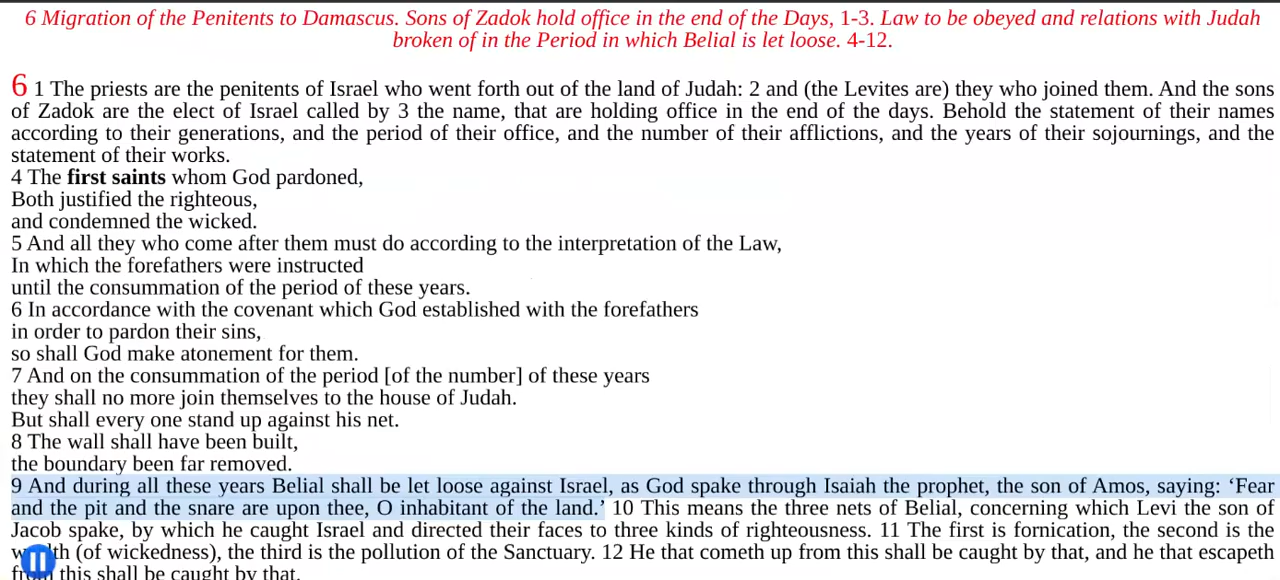 6 Migration of the Penitents to Damascus. Sons of Zadok hold office in the end of the Days, 1-3. Law to be obeyed and relations with Judah
broken of in the Period in which Belial is let loose. 4-12.
6 1 The priests are the penitents of Israel who went forth out of the land of Judah: 2 and (the Levites are) they who joined them. And the sons
of Zadok are the elect of Israel called by 3 the name, that are holding office in the end of the days. Behold the statement of their names
according to their generations, and the period of their office, and the number of their afflictions, and the years of their sojournings, and the
statement of their works.
4 The first saints whom God pardoned,
Both justified the righteous,
and condemned the wicked.
5 And all they who come after them must do according to the interpretation of the Law,
In which the forefathers were instructed
until the consummation of the period of these years.
6 In accordance with the covenant which God established with the forefathers
in order to pardon their sins,
so shall God make atonement for them.
7 And on the consummation of the period [of the number] of these years
they shall no more join themselves to the house of Judah.
But shall every one stand up against his net.
8 The wall shall have been built,
the boundary been far removed.
9 And during all these years Belial shall be let loose against Israel, as God spake through Isaiah the prophet, the son of Amos, saying: ‘Fear
and the pit and the snare are upon thee, O inhabitant of the land.’ 10 This means the three nets of Belial, concerning which Levi the son of
Jacob spake, by which he caught Israel and directed their faces to three kinds of righteousness. 11 The first is fornication, the second is the
(of wickedness), the third is the pollution of the Sanctuary. 12 He that cometh up from this shall be caught by that, and he that escapeth
from this shall be caught by that.